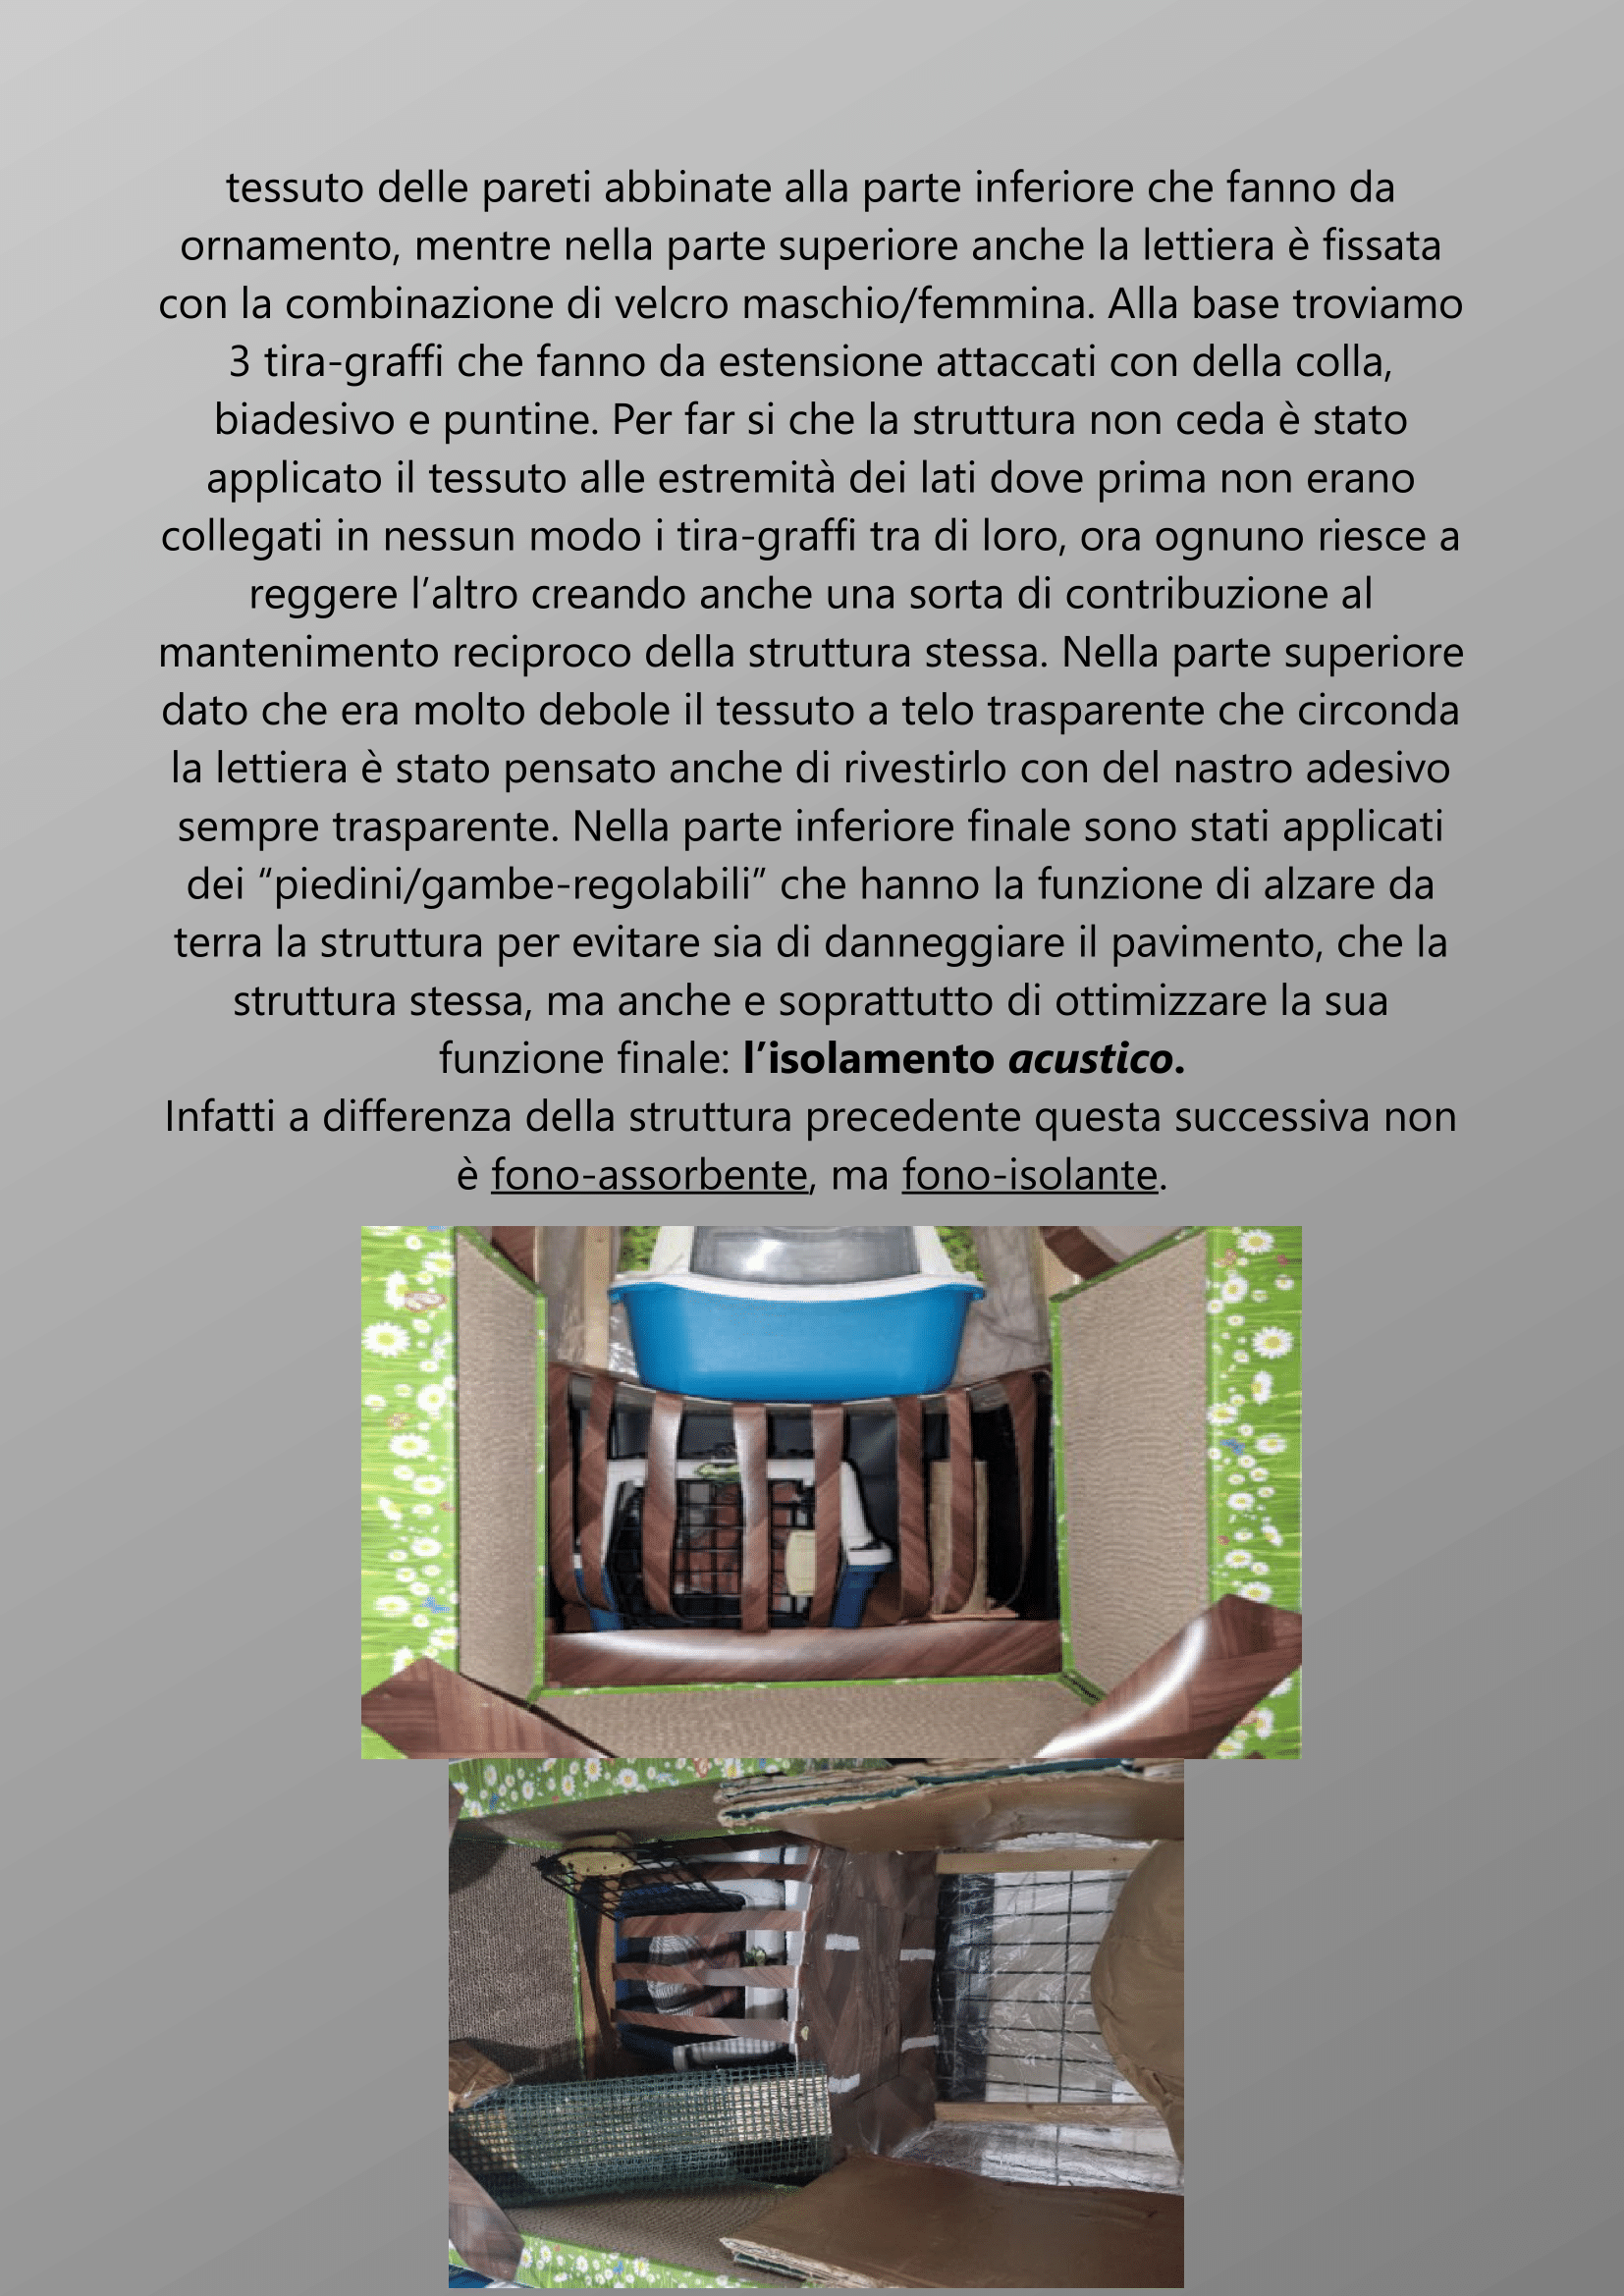 tessuto delle pareti abbinate alla parte inferiore che fanno da
ornamento, mentre nella parte superiore anche la lettiera è fissata
con la combinazione di velcro maschio/femmina. Alla base troviamo
3 tira-graffi che fanno da estensione attaccati con della colla,
biadesivo e puntine. Per far si che la struttura non ceda è stato
applicato il tessuto alle estremità dei lati dove prima non erano
collegati in nessun modo i tira-graffi tra di loro, ora ognuno riesce a
reggere l’altro creando anche una sorta di contribuzione al
mantenimento reciproco della struttura stessa. Nella parte superiore
dato che era molto debole il tessuto a telo trasparente che circonda
la lettiera è stato pensato anche di rivestirlo con del nastro adesivo
sempre trasparente. Nella parte inferiore finale sono stati applicati
dei “piedini/gambe-regolabili” che hanno la funzione di alzare da
terra la struttura per evitare sia di danneggiare il pavimento, che la
struttura stessa, ma anche e soprattutto di ottimizzare la sua
funzione finale: l’isolamento acustico.
Infatti a differenza della struttura precedente questa successiva non
è fono-assorbente, ma fono-isolante.